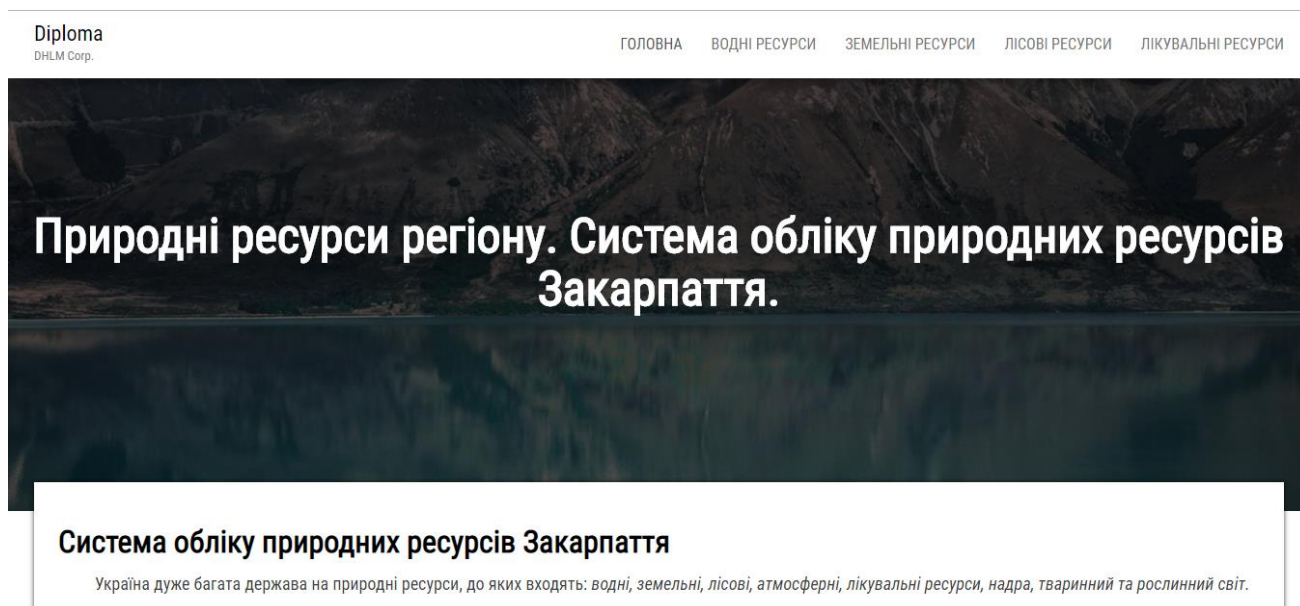 Diploma
DHLM Corp.
ГОЛОВНА ВОДНІ РЕСУРСИ ЗЕМЕЛЬНІ РЕСУРСИ ЛІСОВІ РЕСУРСИ ЛІКУВАЛЬНІ РЕСУРСИ
Природні ресурси регіону. Система обліку природних ресурсів
Закарпаття.
Система обліку природних ресурсів Закарпаття
Україна дуже багата держава на природні ресурси, до яких входять: водні, земельні, лісові, атмосферні, лікувальні ресурси, надра, тваринний та рослинний світ.